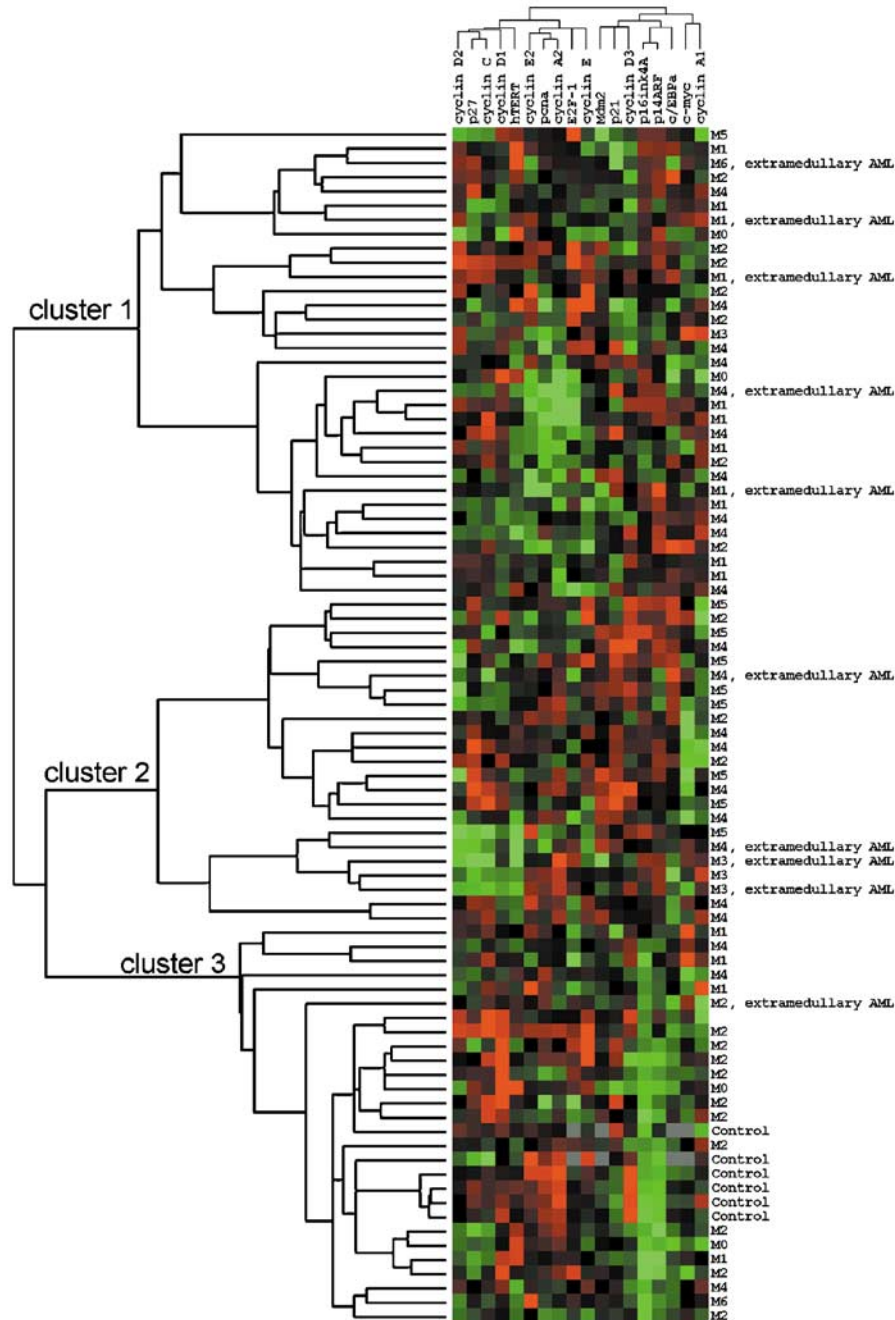 cyclin D2
p27
cyclin C
cyclin D1
hTERT
cyclin E2
pcna
cyclin A2
E2F-1
cyclin E
Mdm2
p21
cyclin D3
p16ink4A
p14ARF
c/EBPa
c-myc
cyclin A1
M5
M1
M6, extramedullary AML
M2
M4
M1
M1, extramedullary AML
M0
M2
M2
M1, extramedullary AML
M2
cluster 1
M4
M2
M3
M4
M4
M0
M4, extramedullary AML
M1
M1
M4
M1
M2
M4
M1, extramedullary AML
M1
M4
M4
M2
M1
M1
M4
M5
M2
M5
M4
M5
M4, extramedullary AML
M5
M5
M2
M4
M4
M2
cluster 2
M5
M4
M5
M4
M5
M4, extramedullary AML
M3, extramedullary AML
M3
M3, extramedullary AML
M4
M4
M1
M4
M1
cluster 3
M4
M1
M2, extramedullary AML
M2
M2
M2
M2
M0
M2
M2
Control
M2
Control
Control
Control
Control
Control
M2
M0
M1
M2
M4
M6
M2